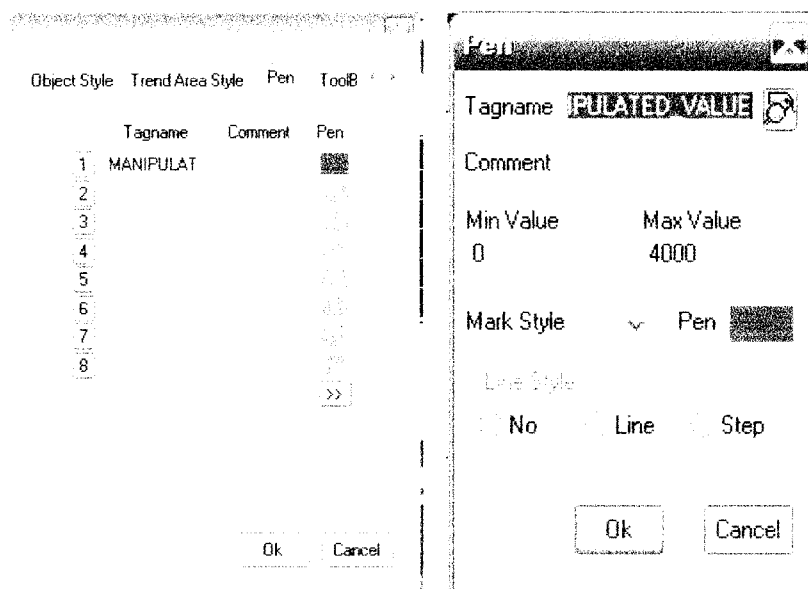 Object Style Trend Area Style Pen ToolB
Tagname Comment Pen
1 MANIPULAT
2
3
4
5
6
7
8
>>
Ok Cancel
Pen
Tagname IPULATED_VALUE
Comment
Min Value Max Value
0 4000
Mark Style Pen
Line Style
No Line Step
Ok Cancel